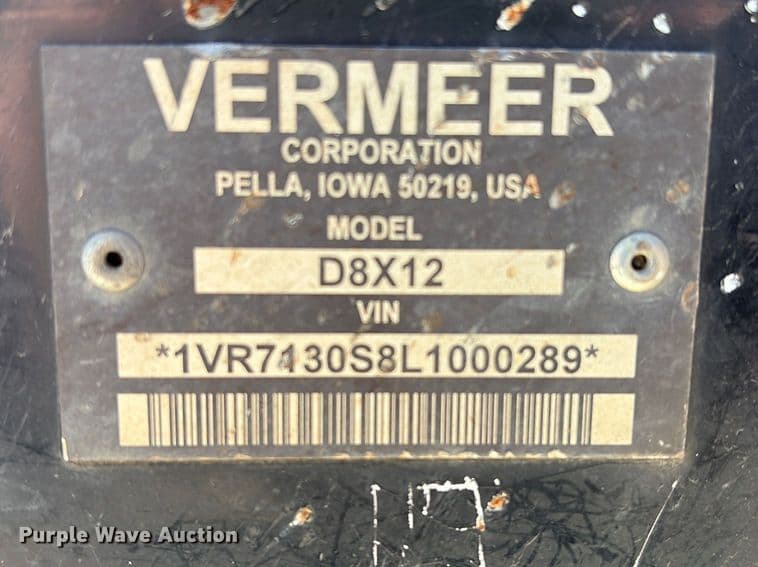 VERMEER
CORPORATION
PELLA, IOWA 50219, USA
MODEL
D8X12
VIN
*1VR7130S8L1000289*
Purple Wave Auction